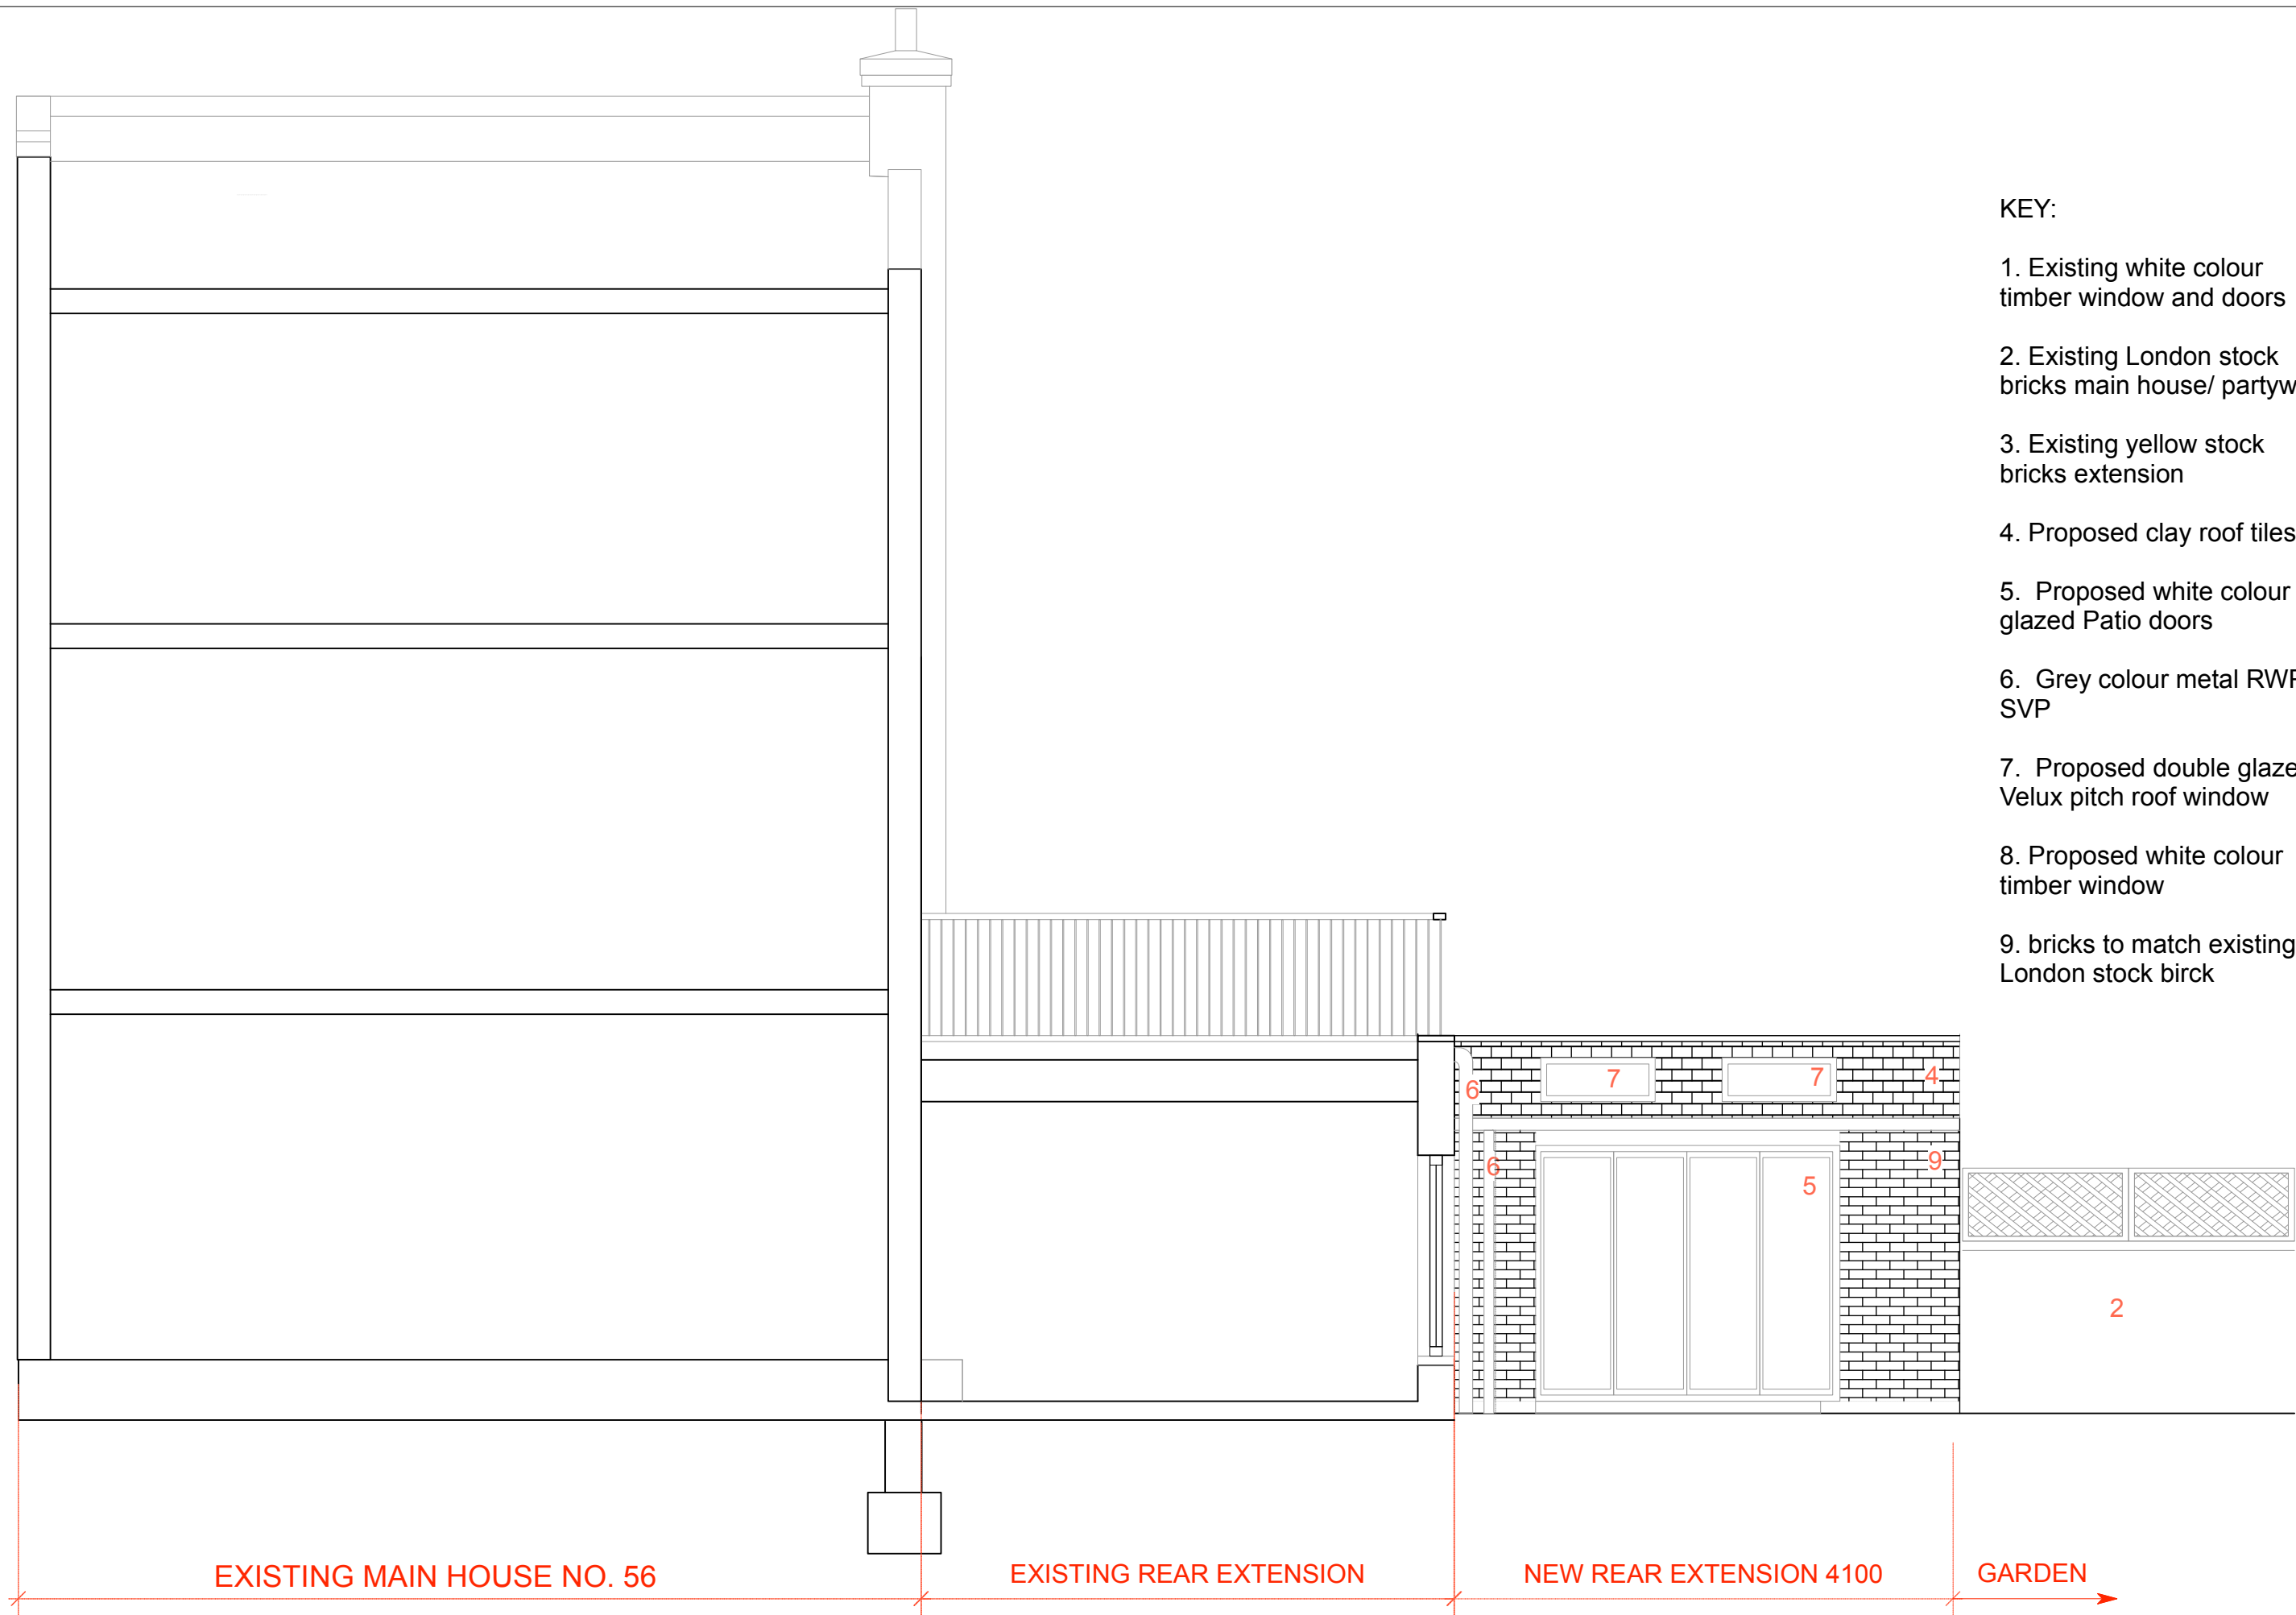 KEY:
1. Existing white colour
timber window and doors
2. Existing London stock
bricks main house/ partyw
3. Existing yellow stock
bricks extension
4. Proposed clay roof tiles
5. Proposed white colour
glazed Patio doors
6. Grey colour metal RWP
SVP
7. Proposed double glaze
Velux pitch roof window
8. Proposed white colour
timber window
9. bricks to match existing
London stock birck
7
7
4
6
6
9
5
2
EXISTING MAIN HOUSE NO. 56
EXISTING REAR EXTENSION
NEW REAR EXTENSION 4100
GARDEN